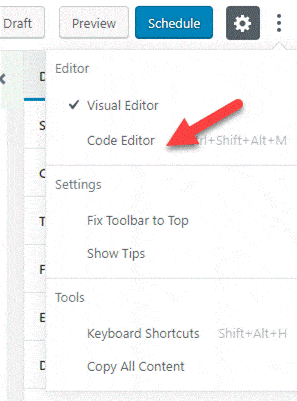 Draft Preview Schedule
D
Editor
✔ Visual Editor
S
Code Editor rl+Shift+Alt+M
C
Settings
T
Fix Toolbar to Top
F
Show Tips
Tools
E
Keyboard Shortcuts Shift+Alt+H
D
Copy All Content